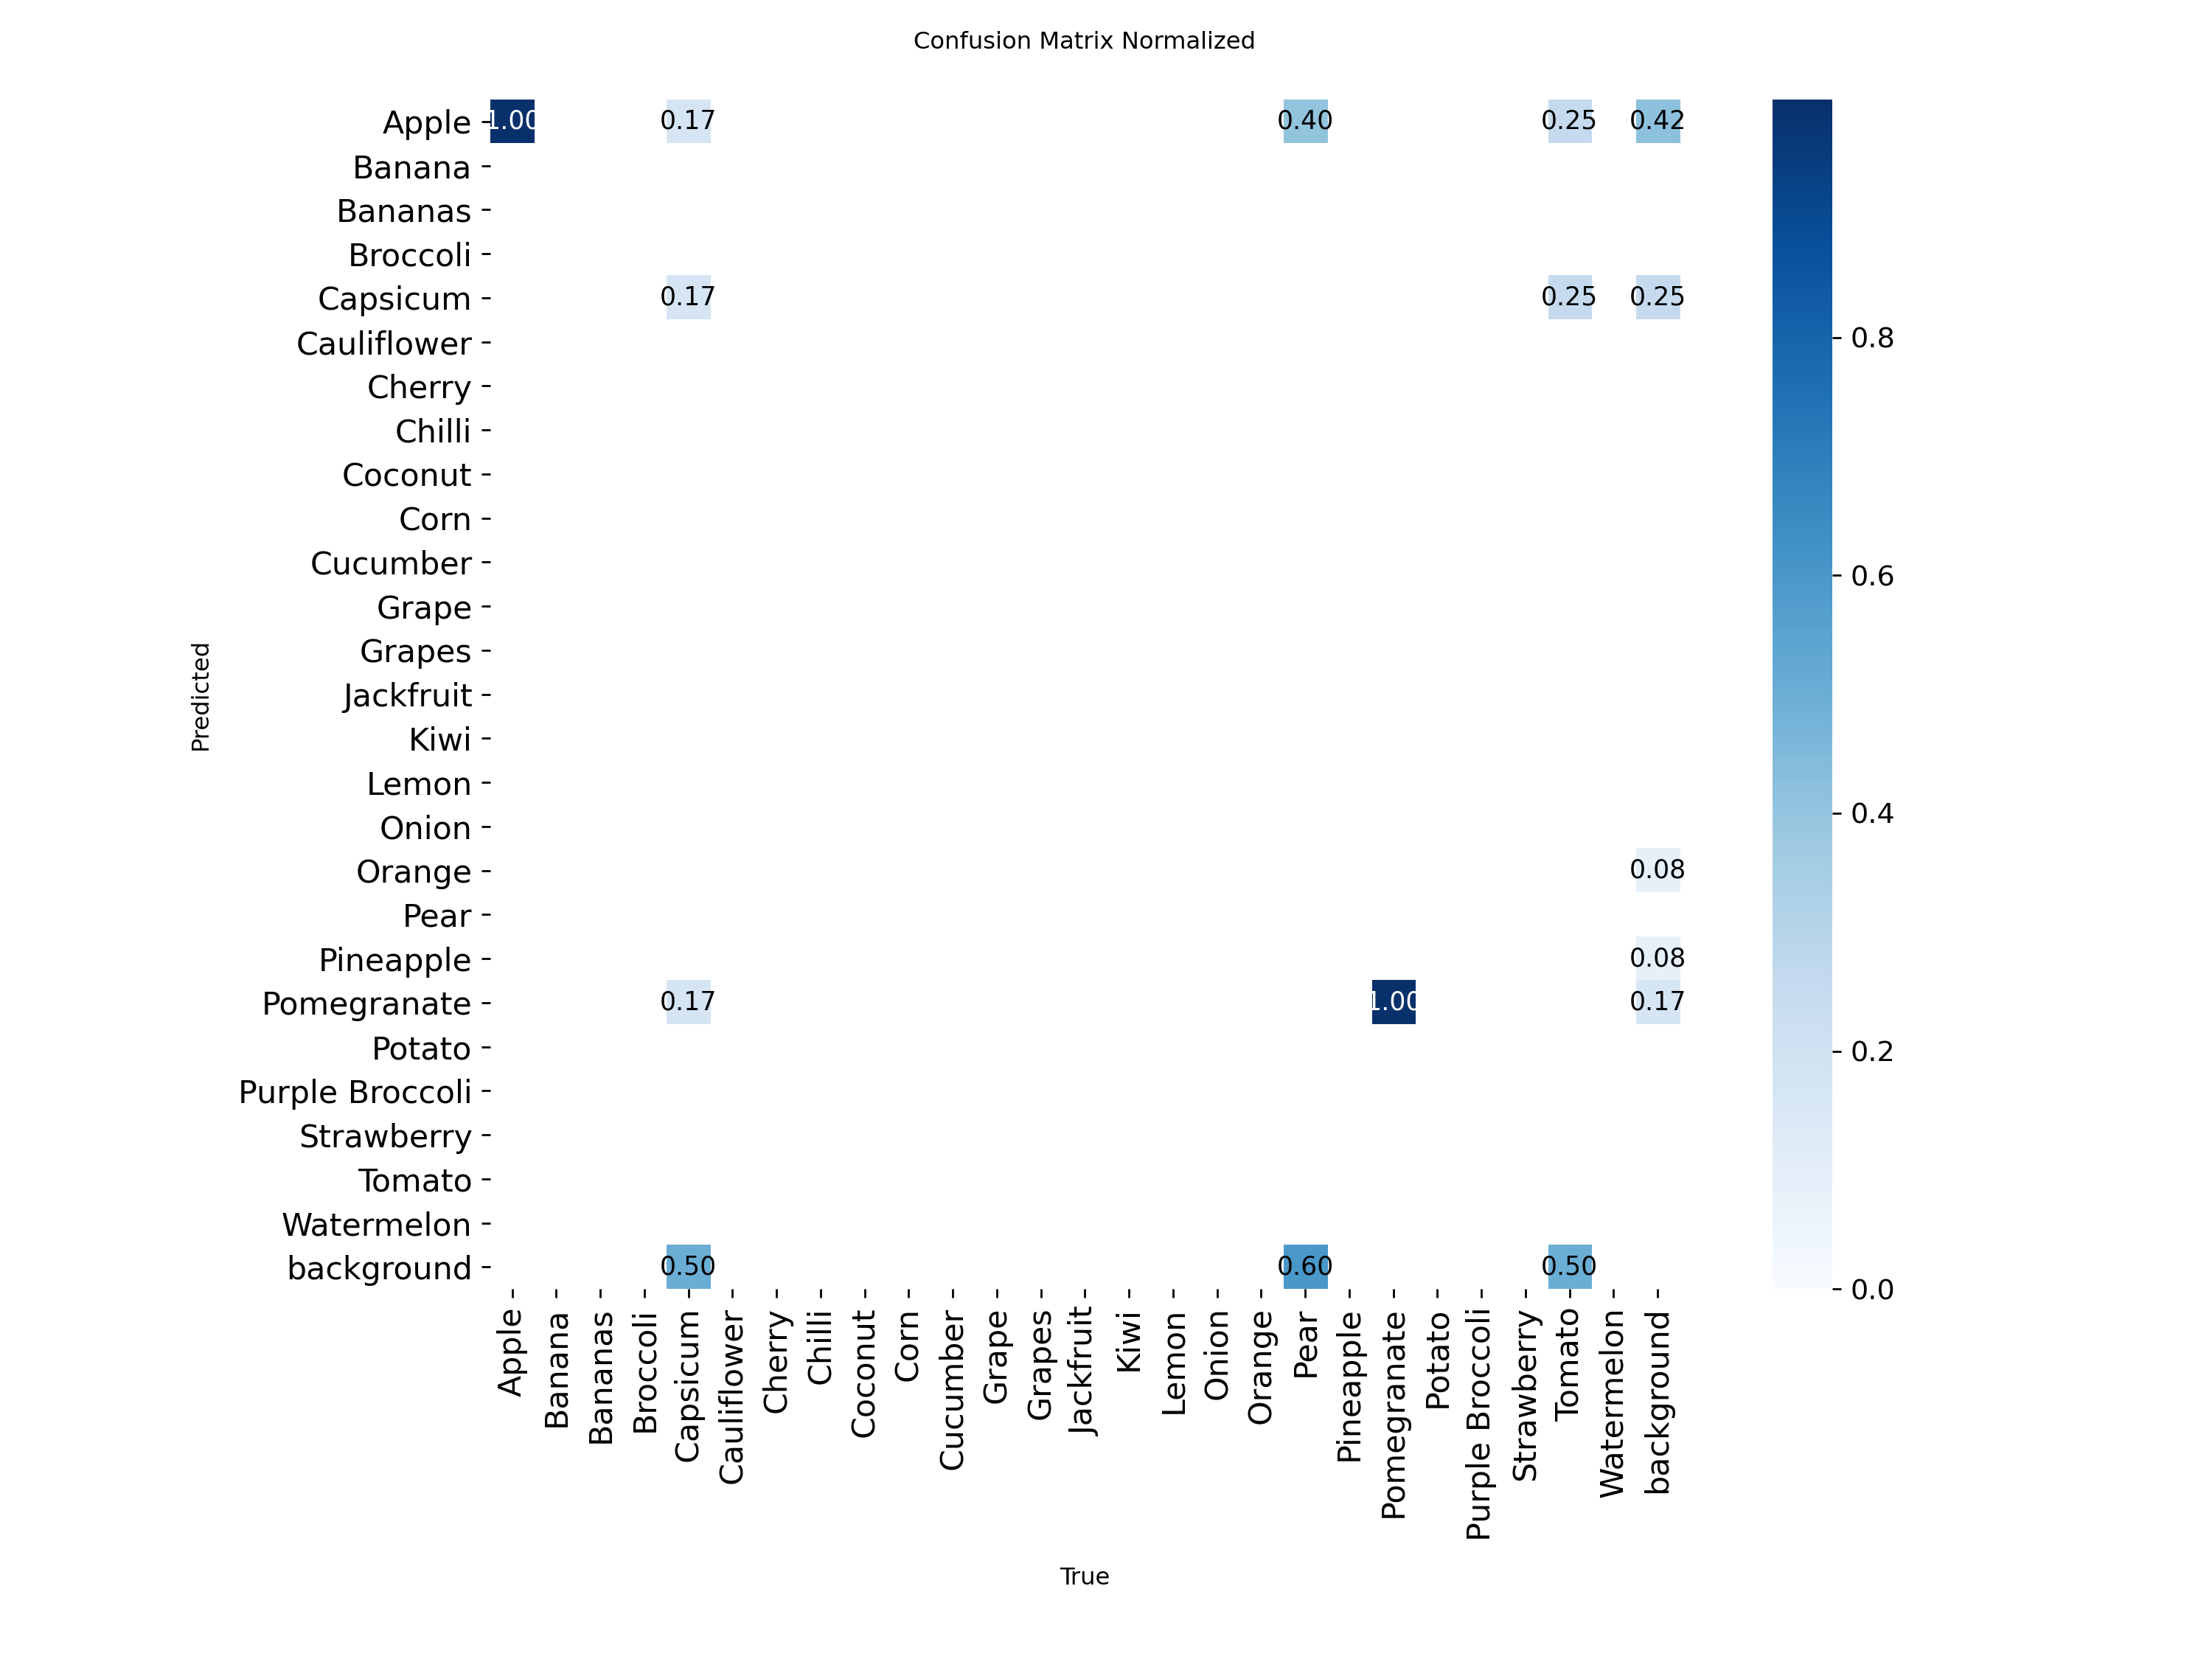 Confusion Matrix Normalized
Predicted
Apple 1.00 0.17 0.40 0.25 0.42
Banana
Bananas
Broccoli
Capsicum 0.17 0.25 0.25
Cauliflower
Cherry
Chilli
Coconut
Corn
Cucumber
Grape
Grapes
Jackfruit
Kiwi
Lemon
Onion
Orange 0.08
Pear
Pineapple 0.08
Pomegranate 0.17 1.00 0.17
Potato
Purple Broccoli
Strawberry
Tomato
Watermelon
background 0.50 0.60 0.50
Apple
Banana
Bananas
Broccoli
Capsicum
Cauliflower
Cherry
Chilli
Coconut
Corn
Cucumber
Grape
Grapes
Jackfruit
Kiwi
Lemon
Onion
Orange
Pear
Pineapple
Pomegranate
Potato
Purple Broccoli
Strawberry
Tomato
Watermelon
background
True
0.8
0.6
0.4
0.2
0.0